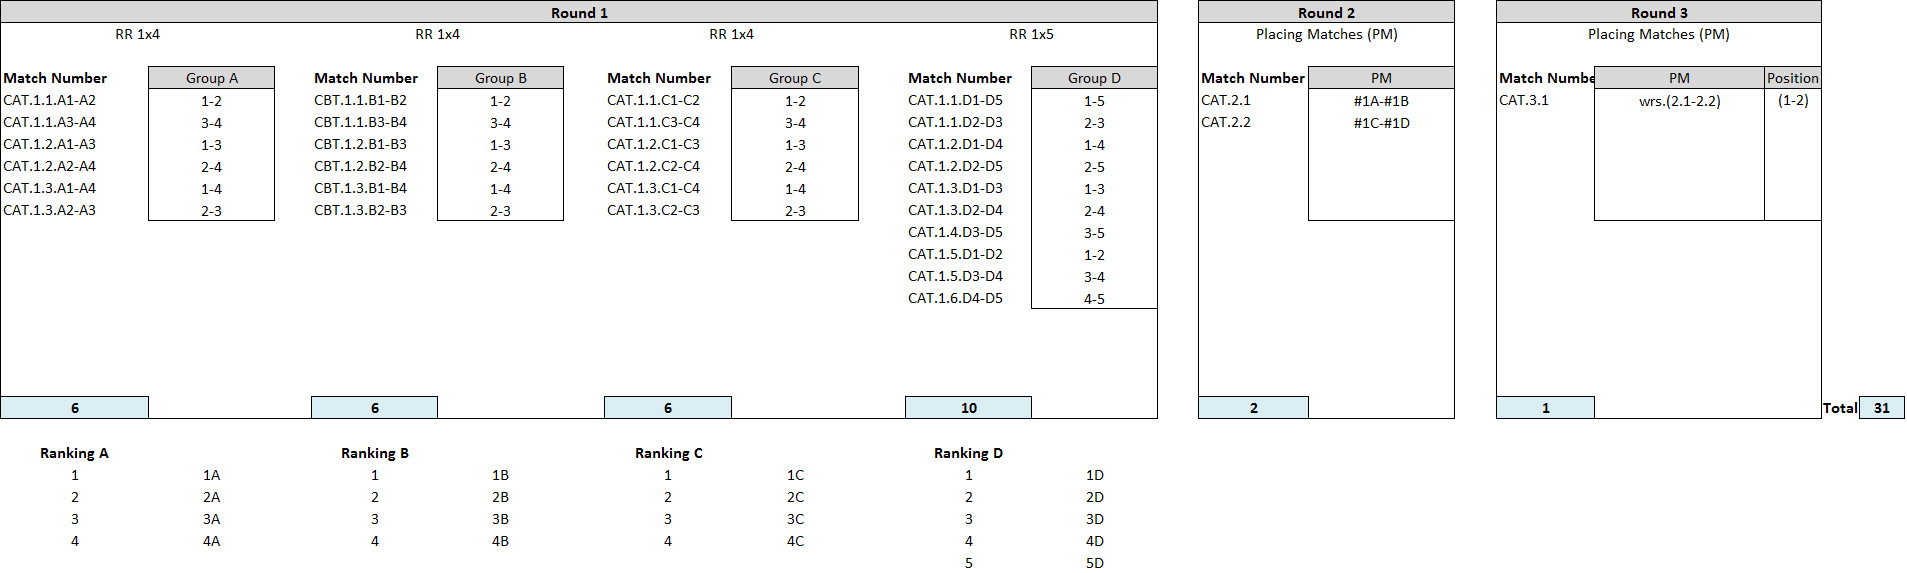 Round 1 Round 2 Round 3
RR 1x4 RR 1x4 RR 1x4 RR 1x5 Placing Matches (PM) Placing Matches (PM)
Match Number Group A Match Number Group B Match Number Group C Match Number Group D Match Number PM Match Numbe PM Position
CAT.1.1.A1-A2 1-2 CBT.1.1.B1-B2 1-2 CAT.1.1.C1-C2 1-2 CAT.1.1.D1-D5 1-5 CAT.2.1 #1A-#1B CAT.3.1 wrs.(2.1-2.2) (1-2)
CAT.1.1.A3-A4 3-4 CBT.1.1.B3-B4 3-4 CAT.1.1.C3-C4 3-4 CAT.1.1.D2-D3 2-3 CAT.2.2 #1C-#1D
CAT.1.2.A1-A3 1-3 CBT.1.2.B1-B3 1-3 CAT.1.2.C1-C3 1-3 CAT.1.2.D1-D4 1-4
CAT.1.2.A2-A4 2-4 CBT.1.2.B2-B4 2-4 CAT.1.2.C2-C4 2-4 CAT.1.2.D2-D5 2-5
CAT.1.3.A1-A4 1-4 CBT.1.3.B1-B4 1-4 CAT.1.3.C1-C4 1-4 CAT.1.3.D1-D3 1-3
CAT.1.3.A2-A3 2-3 CBT.1.3.B2-B3 2-3 CAT.1.3.C2-C3 2-3 CAT.1.3.D2-D4 2-4
CAT.1.4.D3-D5 3-5
CAT.1.5.D1-D2 1-2
CAT.1.5.D3-D4 3-4
CAT.1.6.D4-D5 4-5
6 6 6 10 2 1 Total 31
Ranking A Ranking B Ranking C Ranking D
1 1A 1 1B 1 1C 1 1D
2 2A 2 2B 2 2C 2 2D
3 3A 3 3B 3 3C 3 3D
4 4A 4 4B 4 4C 4 4D
5 5D